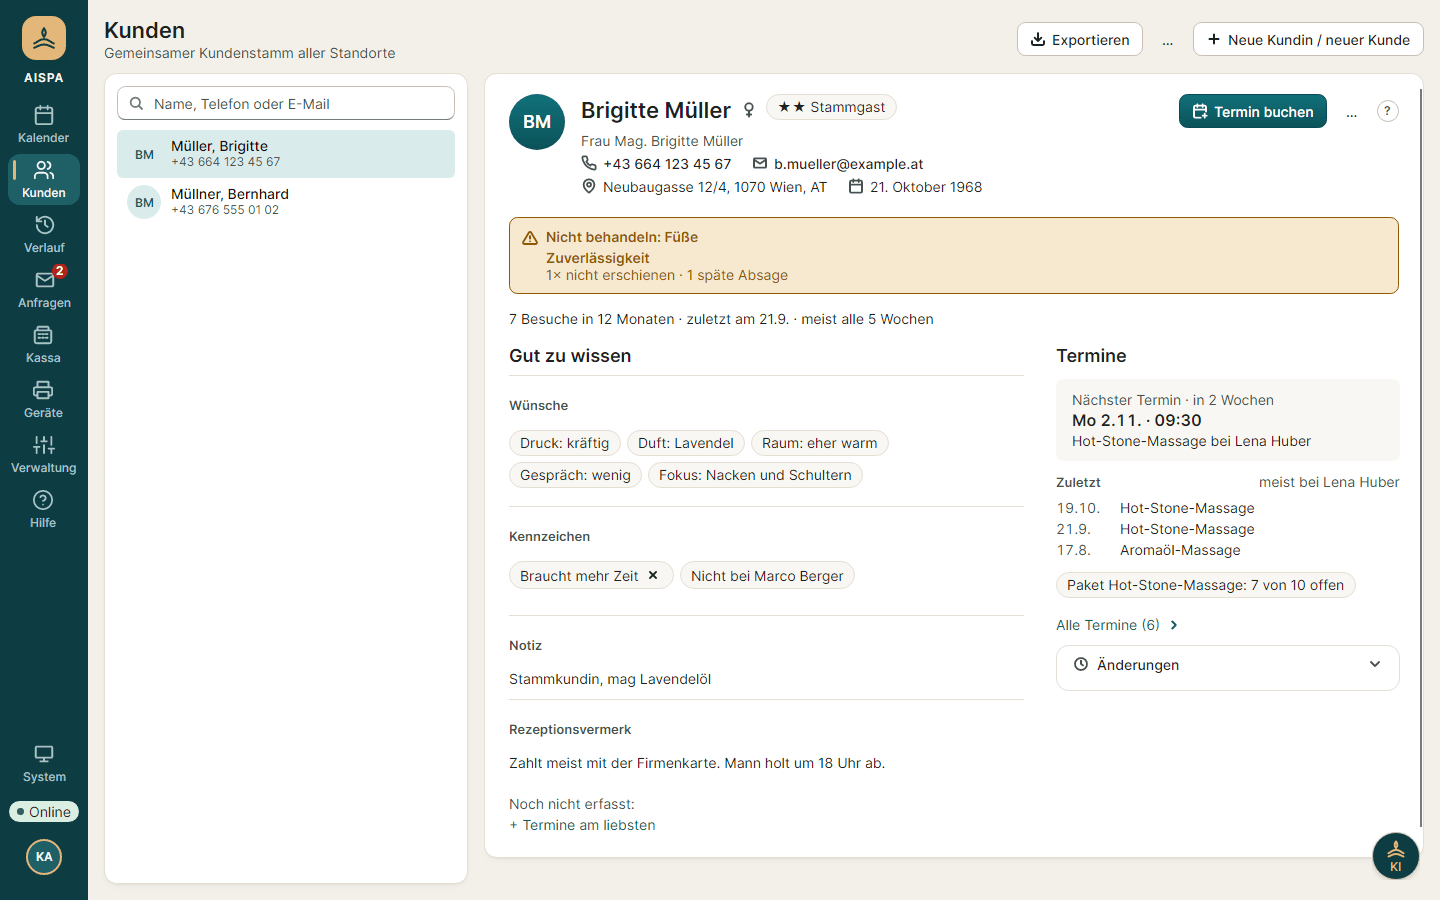 AISPA
Kalender
Kunden
Verlauf
2
Anfragen
Kassa
Geräte
Verwaltung
Hilfe
System
Online
KA
Kunden
Gemeinsamer Kundenstamm aller Standorte
Exportieren
...
Neue Kundin / neuer Kunde
Name, Telefon oder E-Mail
BM
Müller, Brigitte
+43 664 123 45 67
BM
Müllner, Bernhard
+43 676 555 01 02
BM
Brigitte Müller ♀ ★★ Stammgast
Termin buchen
...
?
Frau Mag. Brigitte Müller
+43 664 123 45 67 b.mueller@example.at
Neubaugasse 12/4, 1070 Wien, AT 21. Oktober 1968
Nicht behandeln: Füße
Zuverlässigkeit
1× nicht erschienen · 1 späte Absage
7 Besuche in 12 Monaten · zuletzt am 21.9. · meist alle 5 Wochen
Gut zu wissen
Wünsche
Druck: kräftig Duft: Lavendel Raum: eher warm
Gespräch: wenig Fokus: Nacken und Schultern
Kennzeichen
Braucht mehr Zeit × Nicht bei Marco Berger
Notiz
Stammkundin, mag Lavendelöl
Rezeptionsvermerk
Zahlt meist mit der Firmenkarte. Mann holt um 18 Uhr ab.
Noch nicht erfasst:
+ Termine am liebsten
Termine
Nächster Termin · in 2 Wochen
Mo 2.11. · 09:30
Hot-Stone-Massage bei Lena Huber
Zuletzt meist bei Lena Huber
19.10. Hot-Stone-Massage
21.9. Hot-Stone-Massage
17.8. Aromaöl-Massage
Paket Hot-Stone-Massage: 7 von 10 offen
Alle Termine (6)
Änderungen
KI